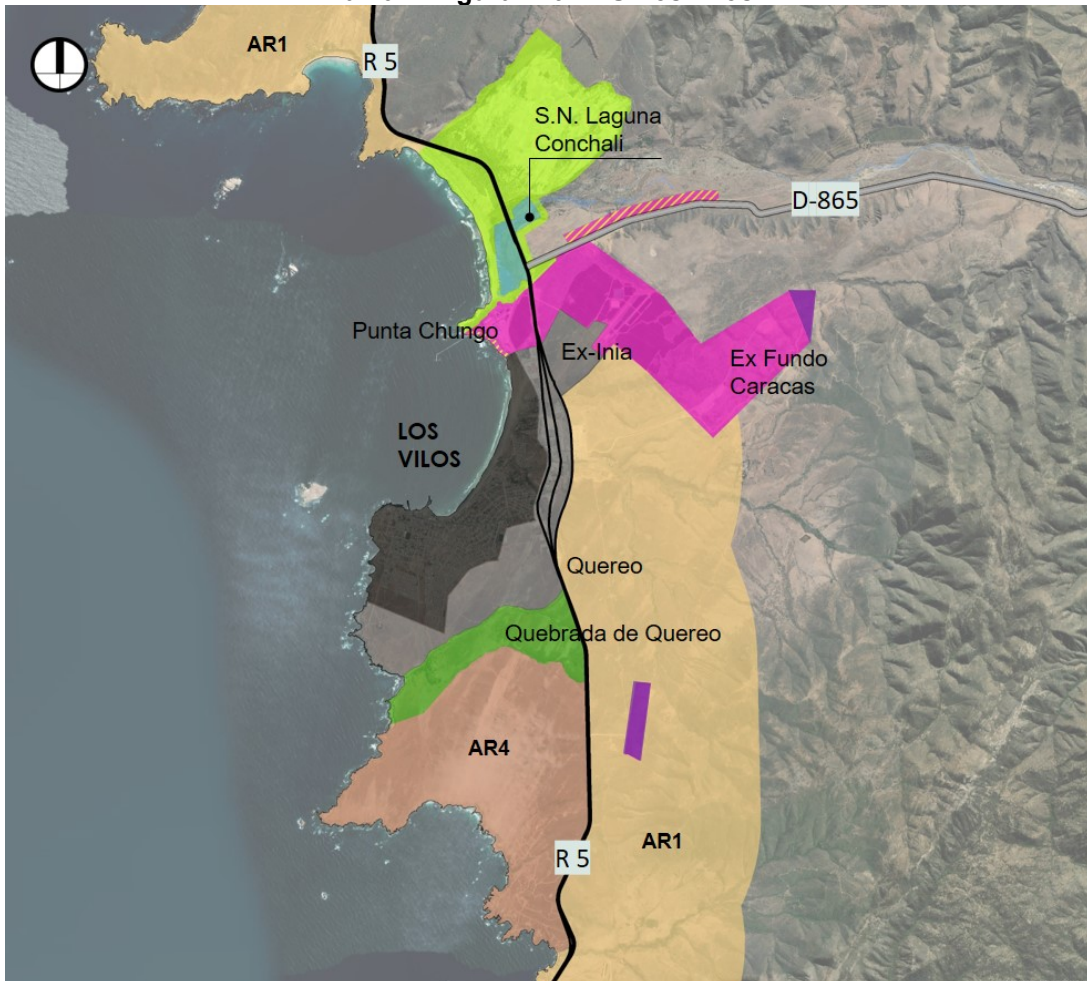 AR1
R 5
S.N. Laguna
Conchali
D-865
Punta Chungo
Ex-Inia
Ex Fundo
Caracas
LOS
VILOS
Quereo
Quebrada de Quereo
AR4
R 5
AR1